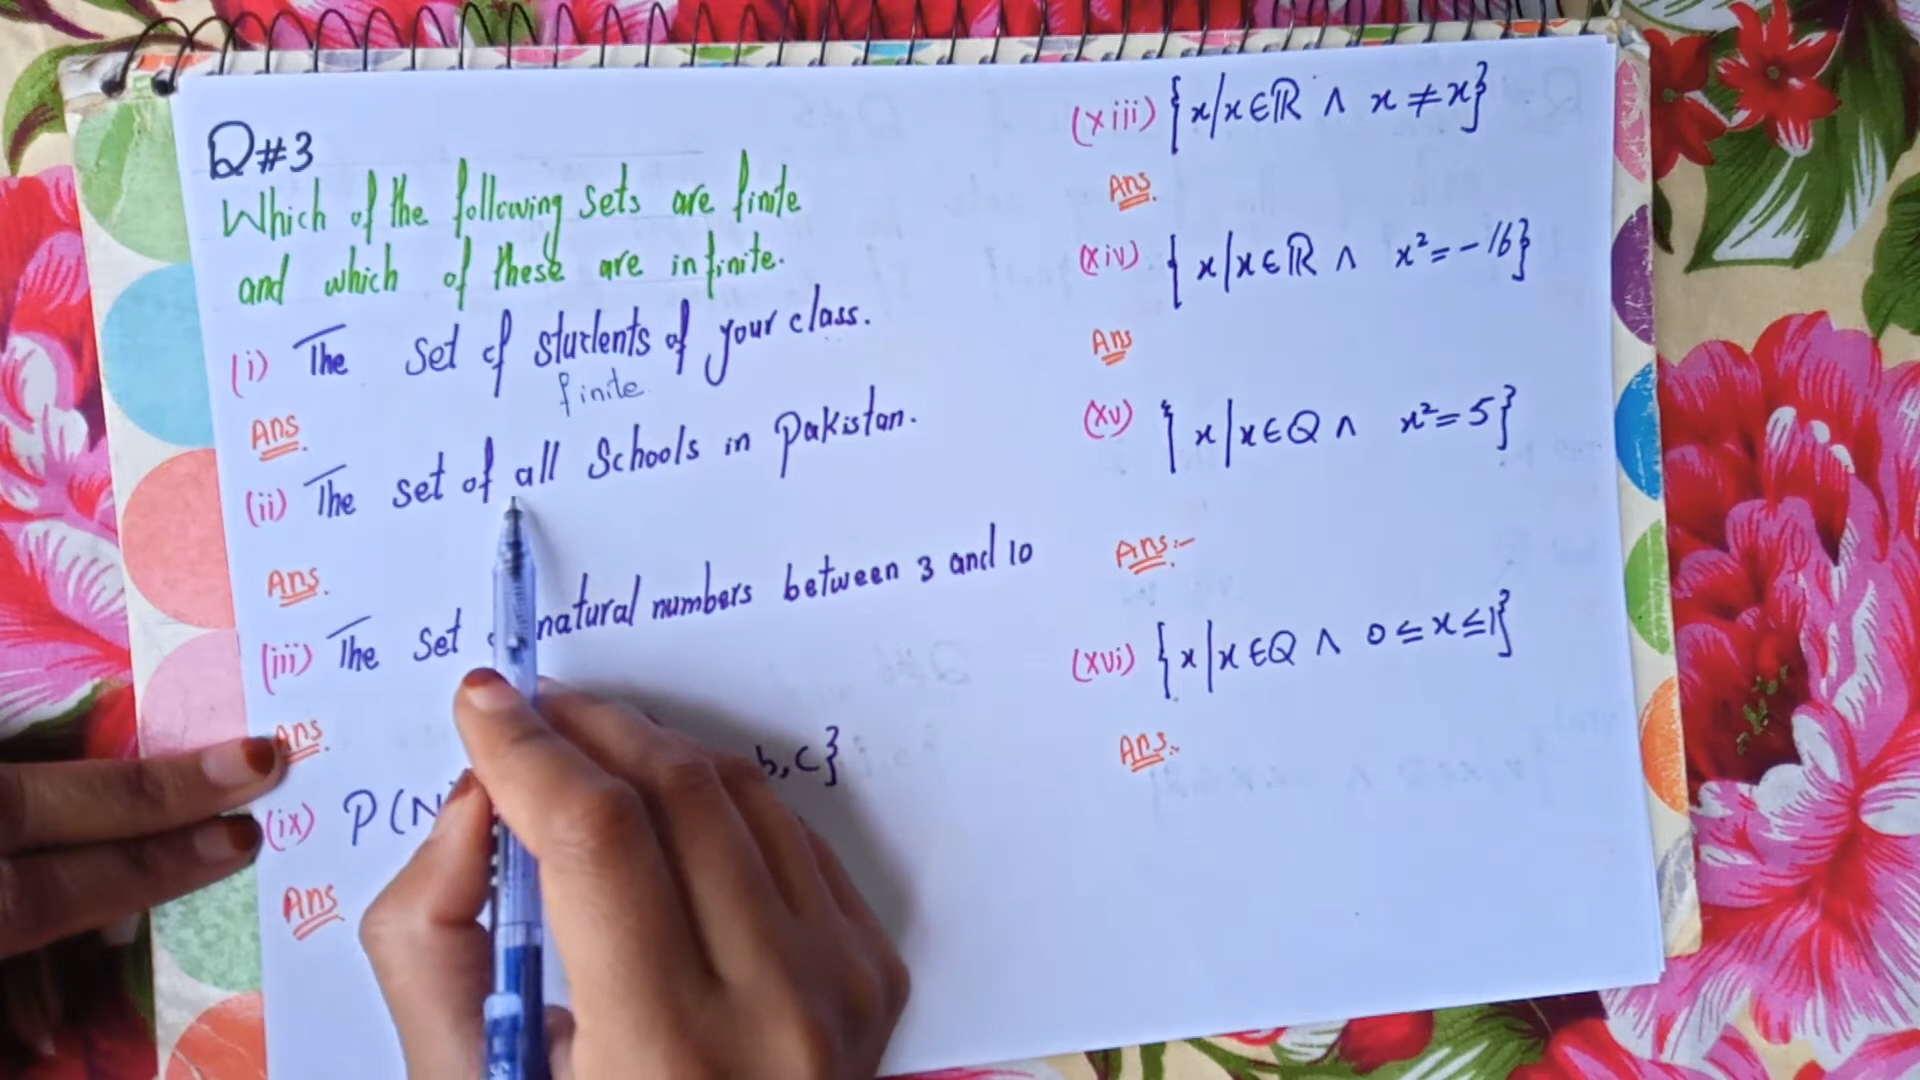 Q#3
Which of the following sets are finite
and which of these are infinite.
(i) The set of students of your class.
finite
Ans.
(ii) The set of all Schools in Pakistan.
Ans.
(iii) The set natural numbers between 3 and 10
Ans.
(ix) P(N b,c}
Ans
(xiii) {x/x∈ℝ ∧ x≠x}
Ans.
(xiv) {x/x∈ℝ ∧ x²=-16}
Ans
(xv) {x/x∈Q ∧ x²=5}
Ans:-
(xvi) {x/x∈Q ∧ 0≤x≤1}
Ans:-